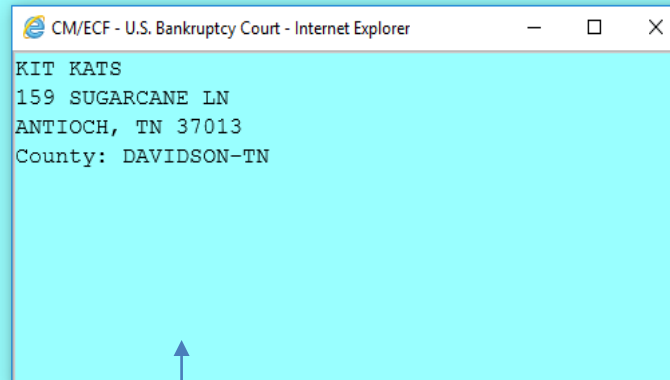 CM/ECF - U.S. Bankruptcy Court - Internet Explorer
KIT KATS
159 SUGARCANE LN
ANTIOCH, TN 37013
County: DAVIDSON-TN